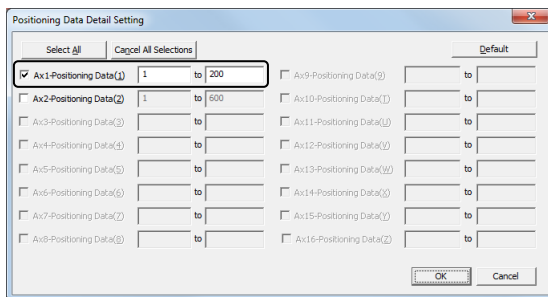 Positioning Data Detail Setting
Select All Cancel All Selections Default
Ax1-Positioning Data(1) 1 to 200 Ax9-Positioning Data(9) to
Ax2-Positioning Data(2) 1 to 600 Ax10-Positioning Data(T) to
Ax3-Positioning Data(3) to Ax11-Positioning Data(U) to
Ax4-Positioning Data(4) to Ax12-Positioning Data(V) to
Ax5-Positioning Data(5) to Ax13-Positioning Data(W) to
Ax6-Positioning Data(6) to Ax14-Positioning Data(X) to
Ax7-Positioning Data(7) to Ax15-Positioning Data(Y) to
Ax8-Positioning Data(8) to Ax16-Positioning Data(Z) to
OK Cancel